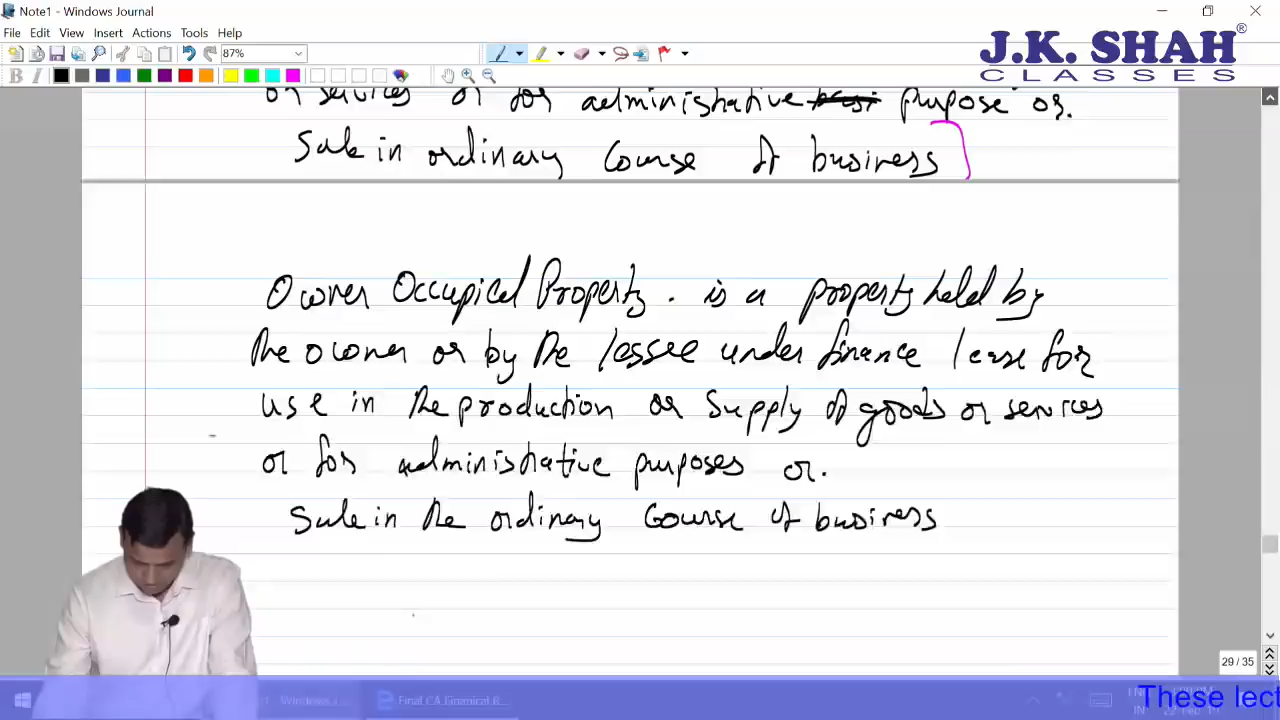 Note1 - Windows Journal
File Edit View Insert Actions Tools Help
87%
J.K. SHAH®
CLASSES
or services or for administrative purpose or.
Sale in ordinary Course of business
Owner Occupied Property. is a property held by
the owner or by the lessee under finance lease for
use in the production or supply of goods or services
or for administrative purposes or.
Sale in the ordinary Course of business
29 / 35
Final CA Financial R...
These lect